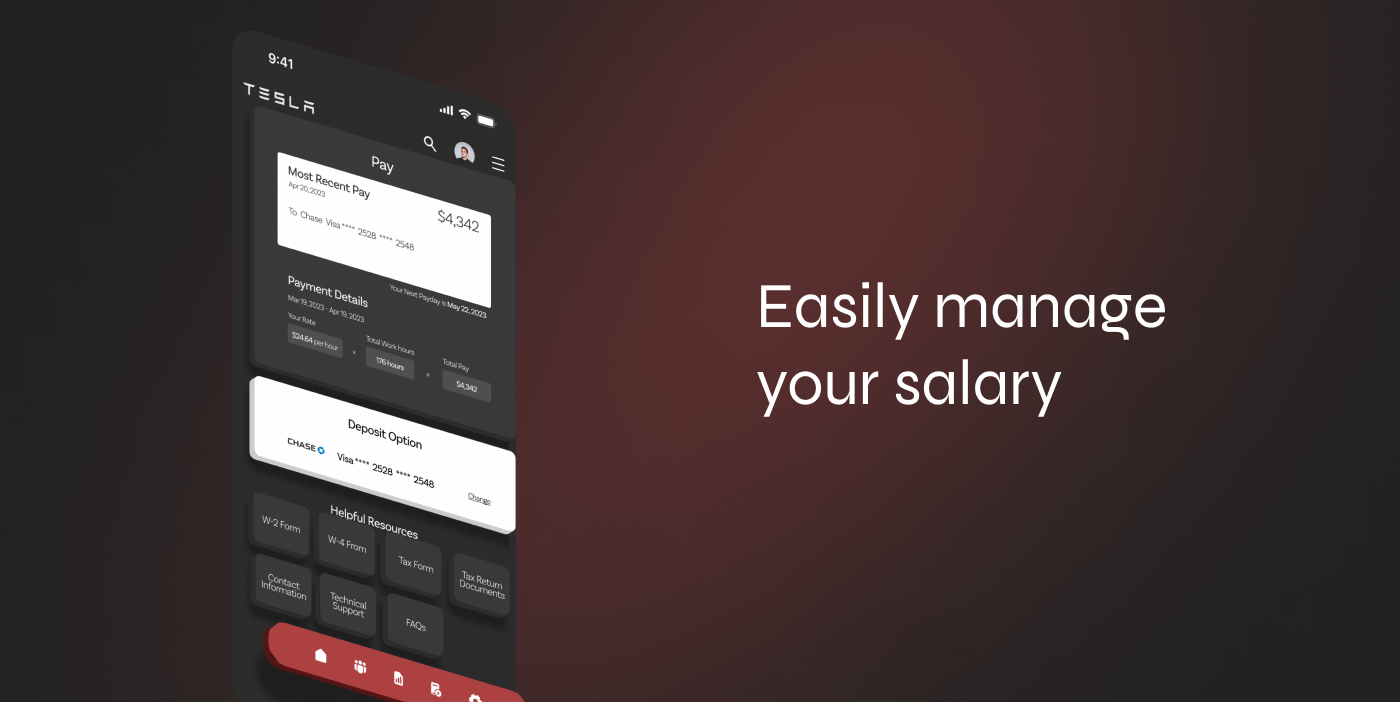 9:41
TESLA
Pay
Most Recent Pay
Apr 20, 2023
$4,342
To Chase Visa **** 2528 **** 2548
Your Next Payday is May 22, 2023
Payment Details
Mar 19, 2023 - Apr 19, 2023
Your Rate
Total Work hours
Total Pay
$24.64 per hour
×
176 hours
×
$4,342
Deposit Option
CHASE
Visa **** 2528 **** 2548
Change
Helpful Resources
W-2 Form
W-4 From
Tax Form
Tax Return
Documents
Contact
Information
Technical
Support
FAQs
Easily manage
your salary